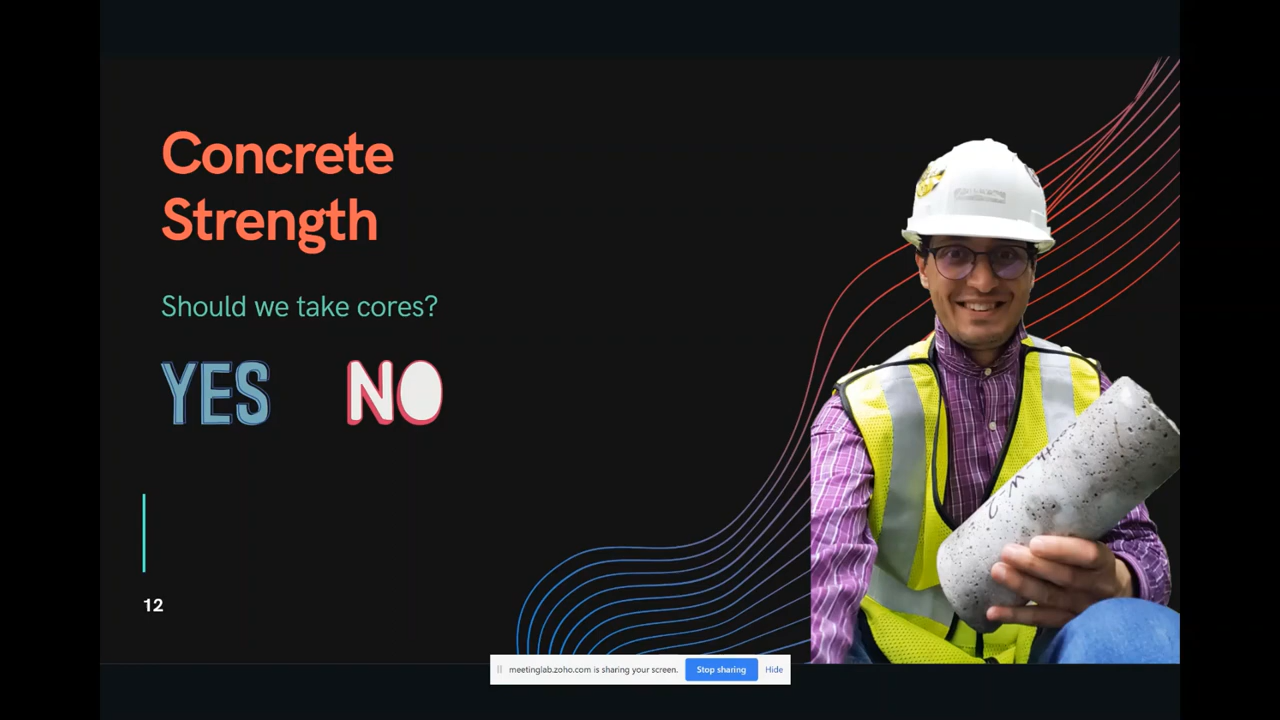 Concrete
Strength
Should we take cores?
YES NO
12
meetinglab.zoho.com is sharing your screen. Stop sharing Hide